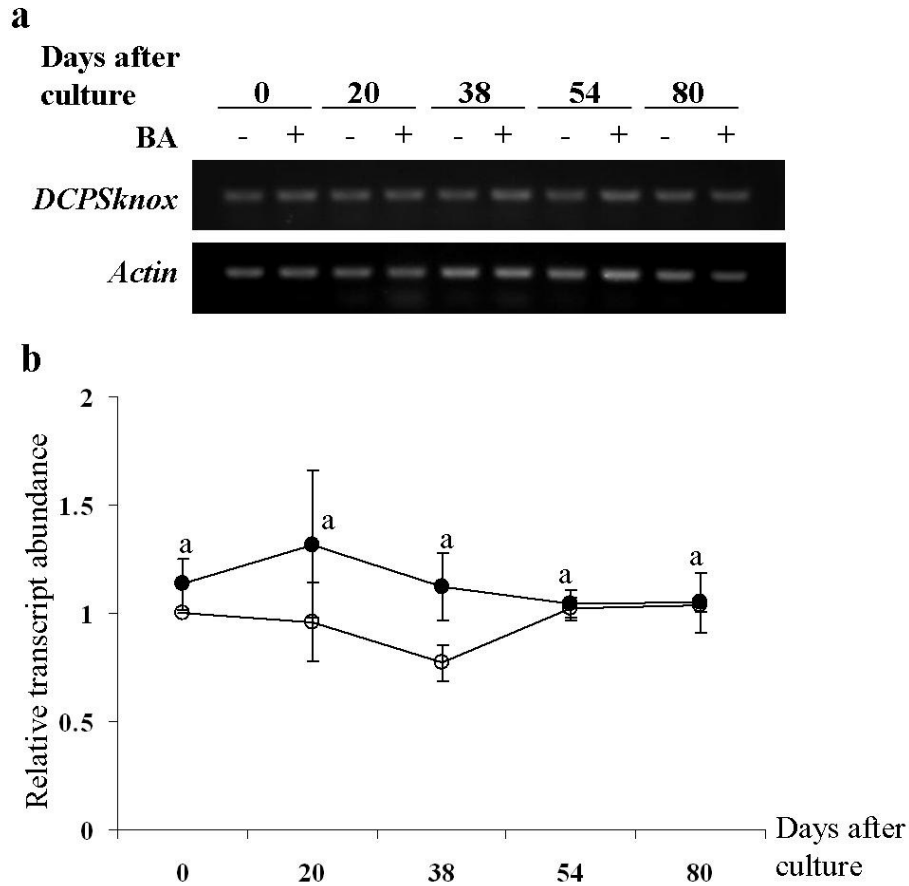 a
Days after
culture
0 20 38 54 80
BA - + - + - + - + - +
DCPSknox
Actin
b
Relative transcript abundance
2
1.5
1
0.5
0
a a a a a
0 20 38 54 80
Days after
culture